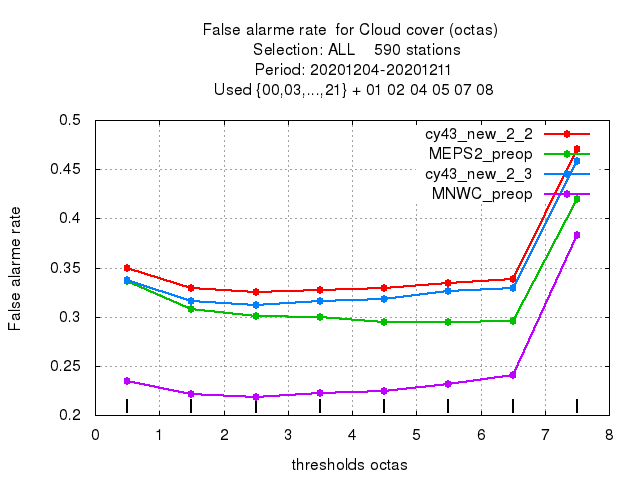 False alarme rate  for Cloud cover (octas)
Selection: ALL    590 stations
Period: 20201204-20201211
Used {00,03,...,21} + 01 02 04 05 07 08
cy43_new_2_2
MEPS2_preop
cy43_new_2_3
MNWC_preop
False alarme rate
0.5
0.45
0.4
0.35
0.3
0.25
0.2
0 1 2 3 4 5 6 7 8
thresholds octas